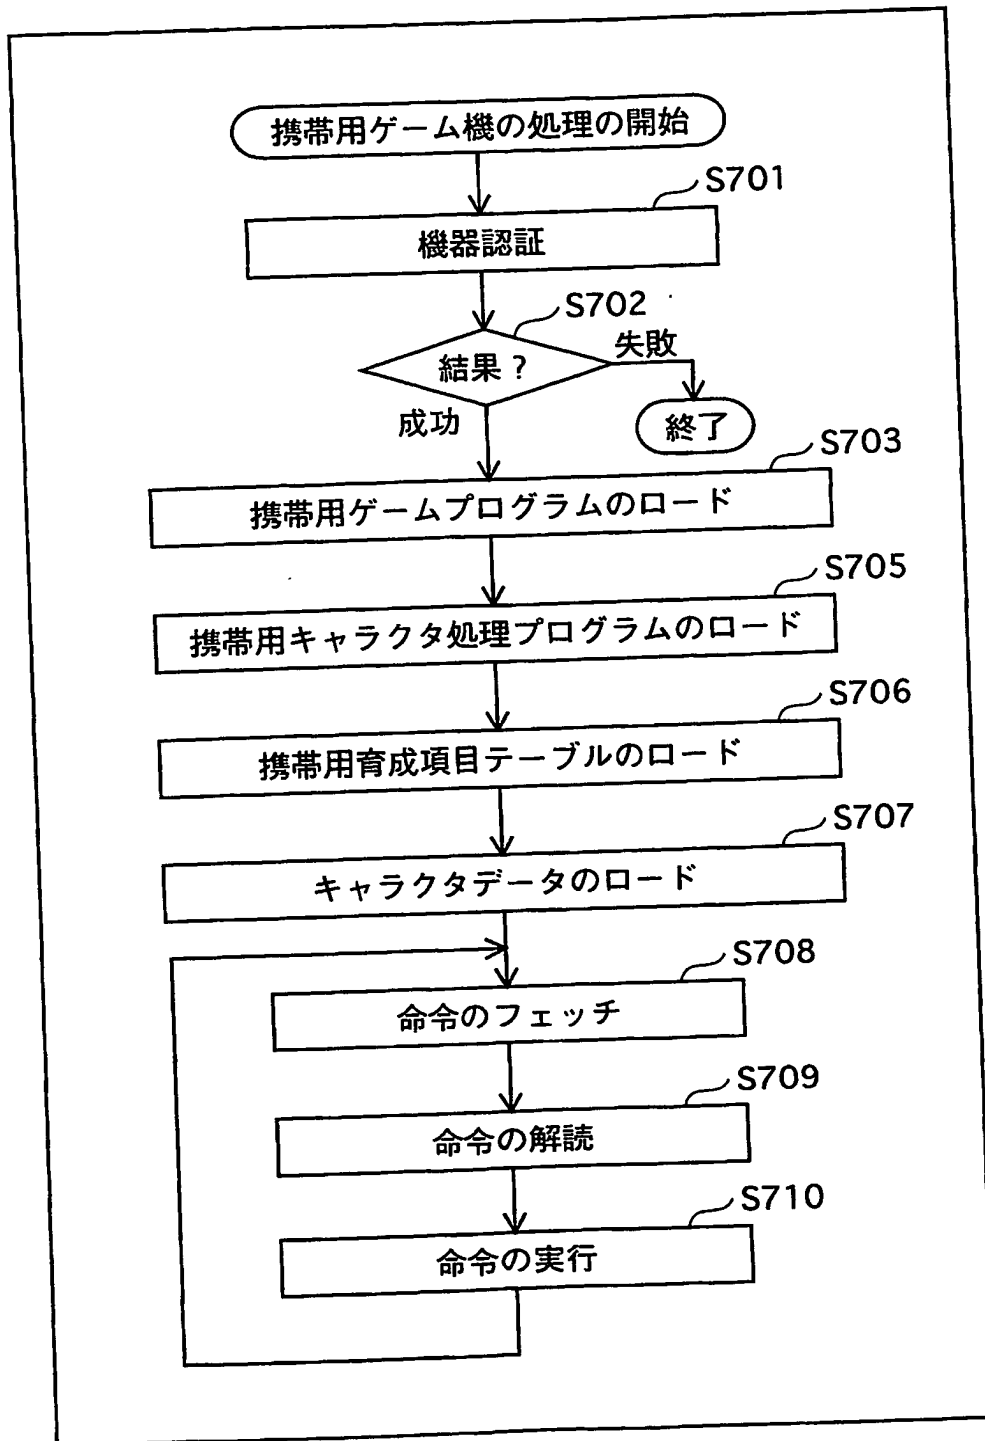 携帯用ゲーム機の処理の開始
S701
機器認証
S702
結果?
失敗
成功
終了
S703
携帯用ゲームプログラムのロード
S705
携帯用キャラクタ処理プログラムのロード
S706
携帯用育成項目テーブルのロード
S707
キャラクタデータのロード
S708
命令のフェッチ
S709
命令の解読
S710
命令の実行